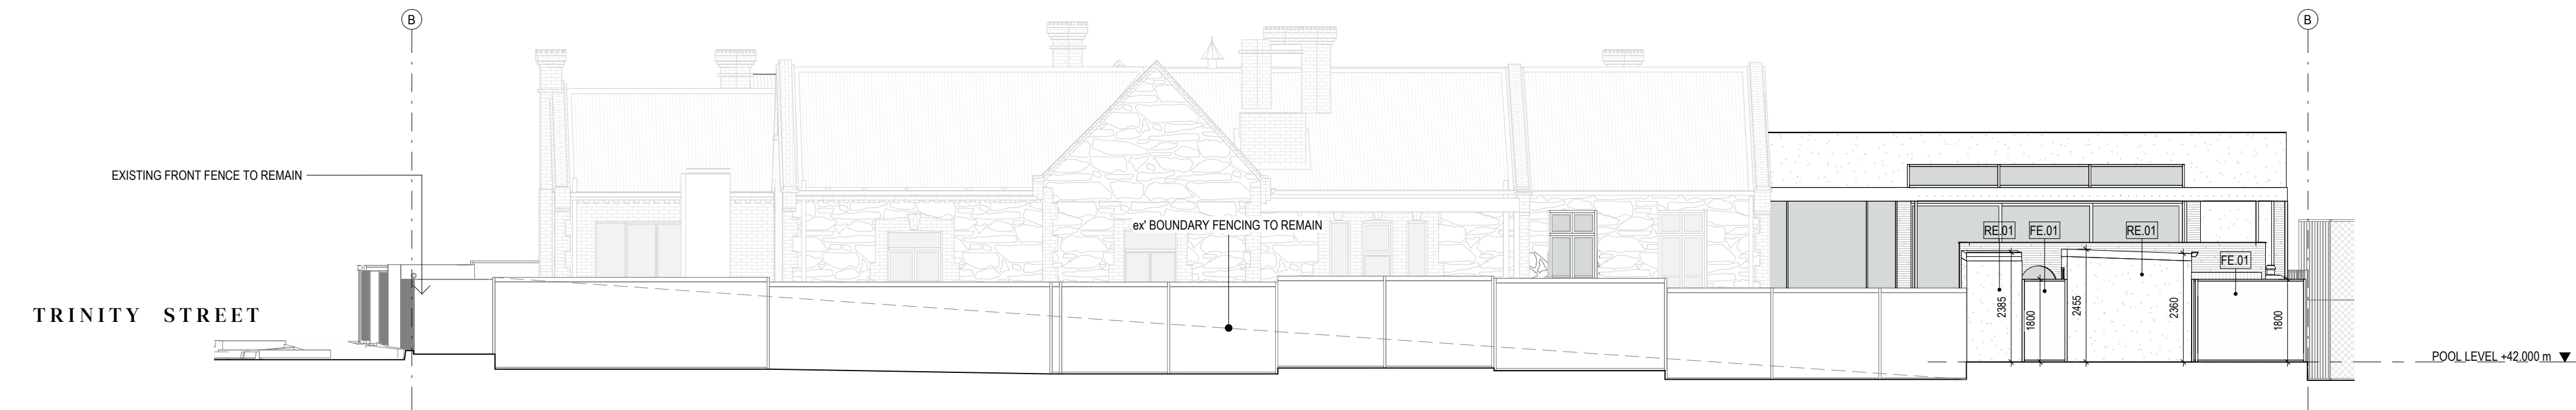 B
B
EXISTING FRONT FENCE TO REMAIN
ex' BOUNDARY FENCING TO REMAIN
RE.01
FE.01
RE.01
FE.01
2385
1800
2455
2360
1800
TRINITY STREET
POOL LEVEL +42.000 m